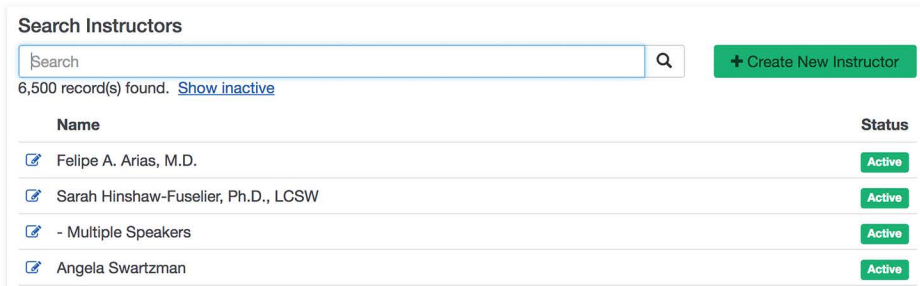 Search Instructors
Search
+ Create New Instructor
6,500 record(s) found. Show inactive
Name Status
Felipe A. Arias, M.D. Active
Sarah Hinshaw-Fuselier, Ph.D., LCSW Active
- Multiple Speakers Active
Angela Swartzman Active